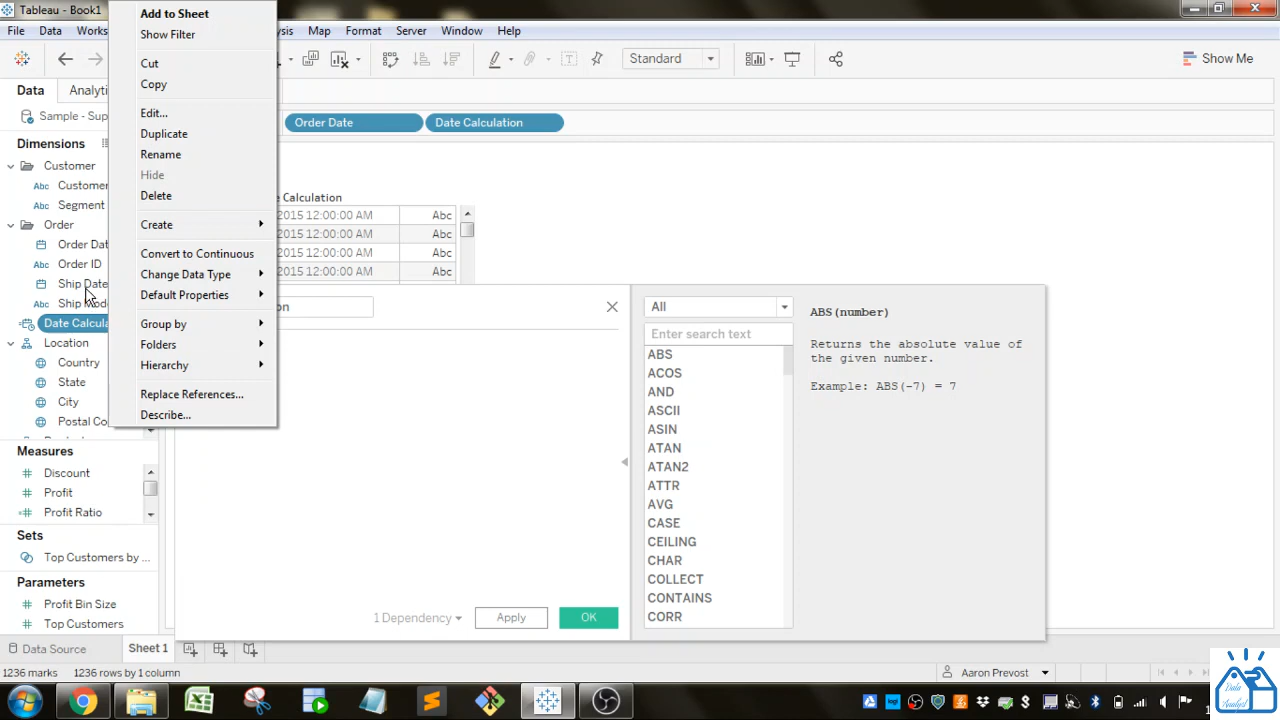 Tableau - Book1
File Data Works
ysis Map Format Server Window Help
Standard
Show Me
Data Analyti
Sample - Sup
Dimensions
Customer
Customer
Segment
Order
Order Dat
Order ID
Ship Date
Ship Mode
Date Calcula
Location
Country
State
City
Postal Co
Measures
Discount
Profit
Profit Ratio
Sets
Top Customers by ...
Parameters
Profit Bin Size
Top Customers
Add to Sheet
Show Filter
Cut
Copy
Edit...
Duplicate
Rename
Hide
Delete
Create
Convert to Continuous
Change Data Type
Default Properties
Group by
Folders
Hierarchy
Replace References...
Describe...
Order Date Date Calculation
e Calculation
2015 12:00:00 AM Abc
2015 12:00:00 AM Abc
2015 12:00:00 AM Abc
2015 12:00:00 AM Abc
on
1 Dependency Apply OK
All
Enter search text
ABS
ACOS
AND
ASCII
ASIN
ATAN
ATAN2
ATTR
AVG
CASE
CEILING
CHAR
COLLECT
CONTAINS
CORR
ABS(number)
Returns the absolute value of
the given number.
Example: ABS(-7) = 7
Data Source Sheet 1
1236 marks 1236 rows by 1 column
Aaron Prevost
Data
Analyst